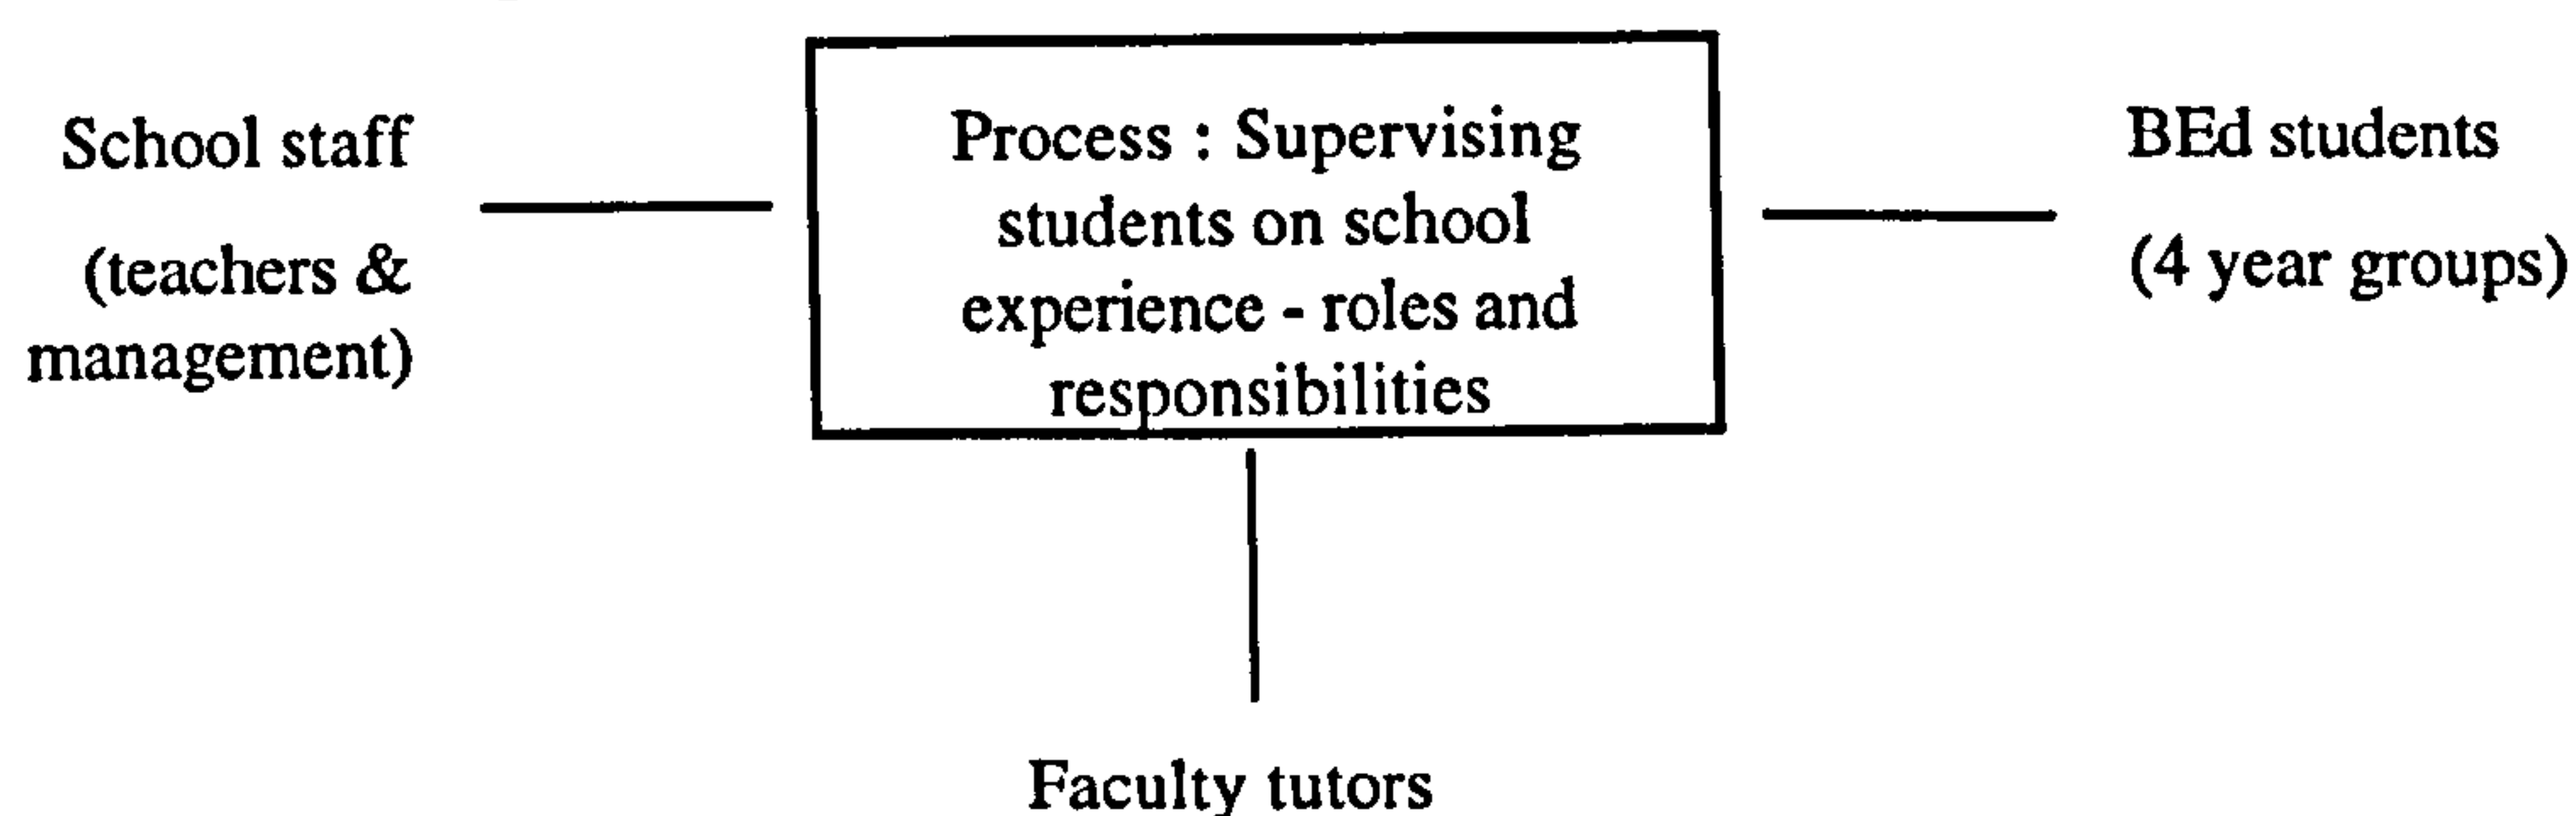 School staff
(teachers &
management)
Process : Supervising
students on school
experience - roles and
responsibilities
BEd students
(4 year groups)
Faculty tutors